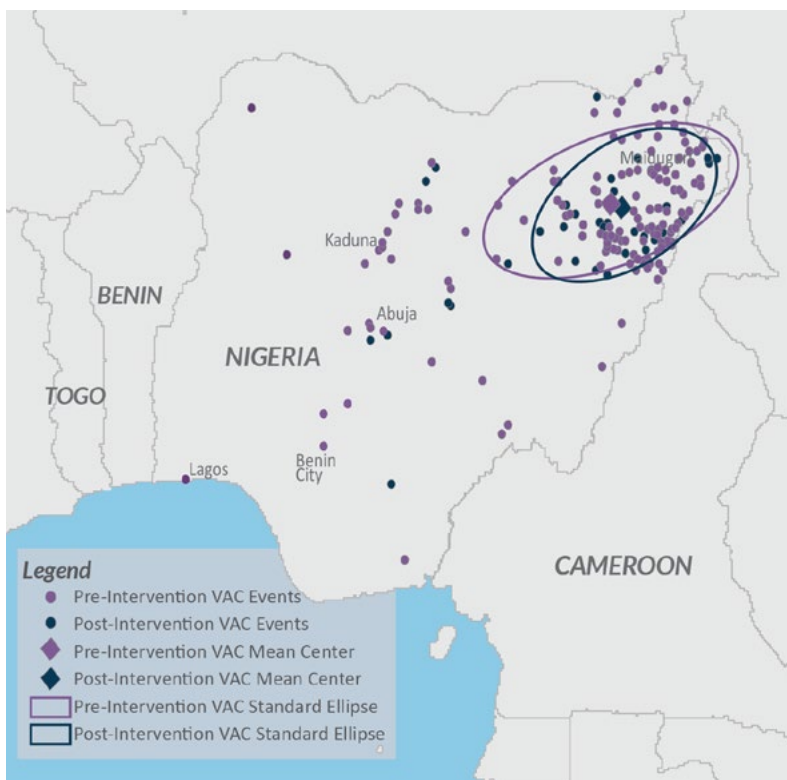 Maiduguri
Kaduna
BENIN
Abuja
NIGERIA
TOGO
Benin
City
Lagos
CAMEROON
Legend
Pre-Intervention VAC Events
Post-Intervention VAC Events
Pre-Intervention VAC Mean Center
Post-Intervention VAC Mean Center
Pre-Intervention VAC Standard Ellipse
Post-Intervention VAC Standard Ellipse